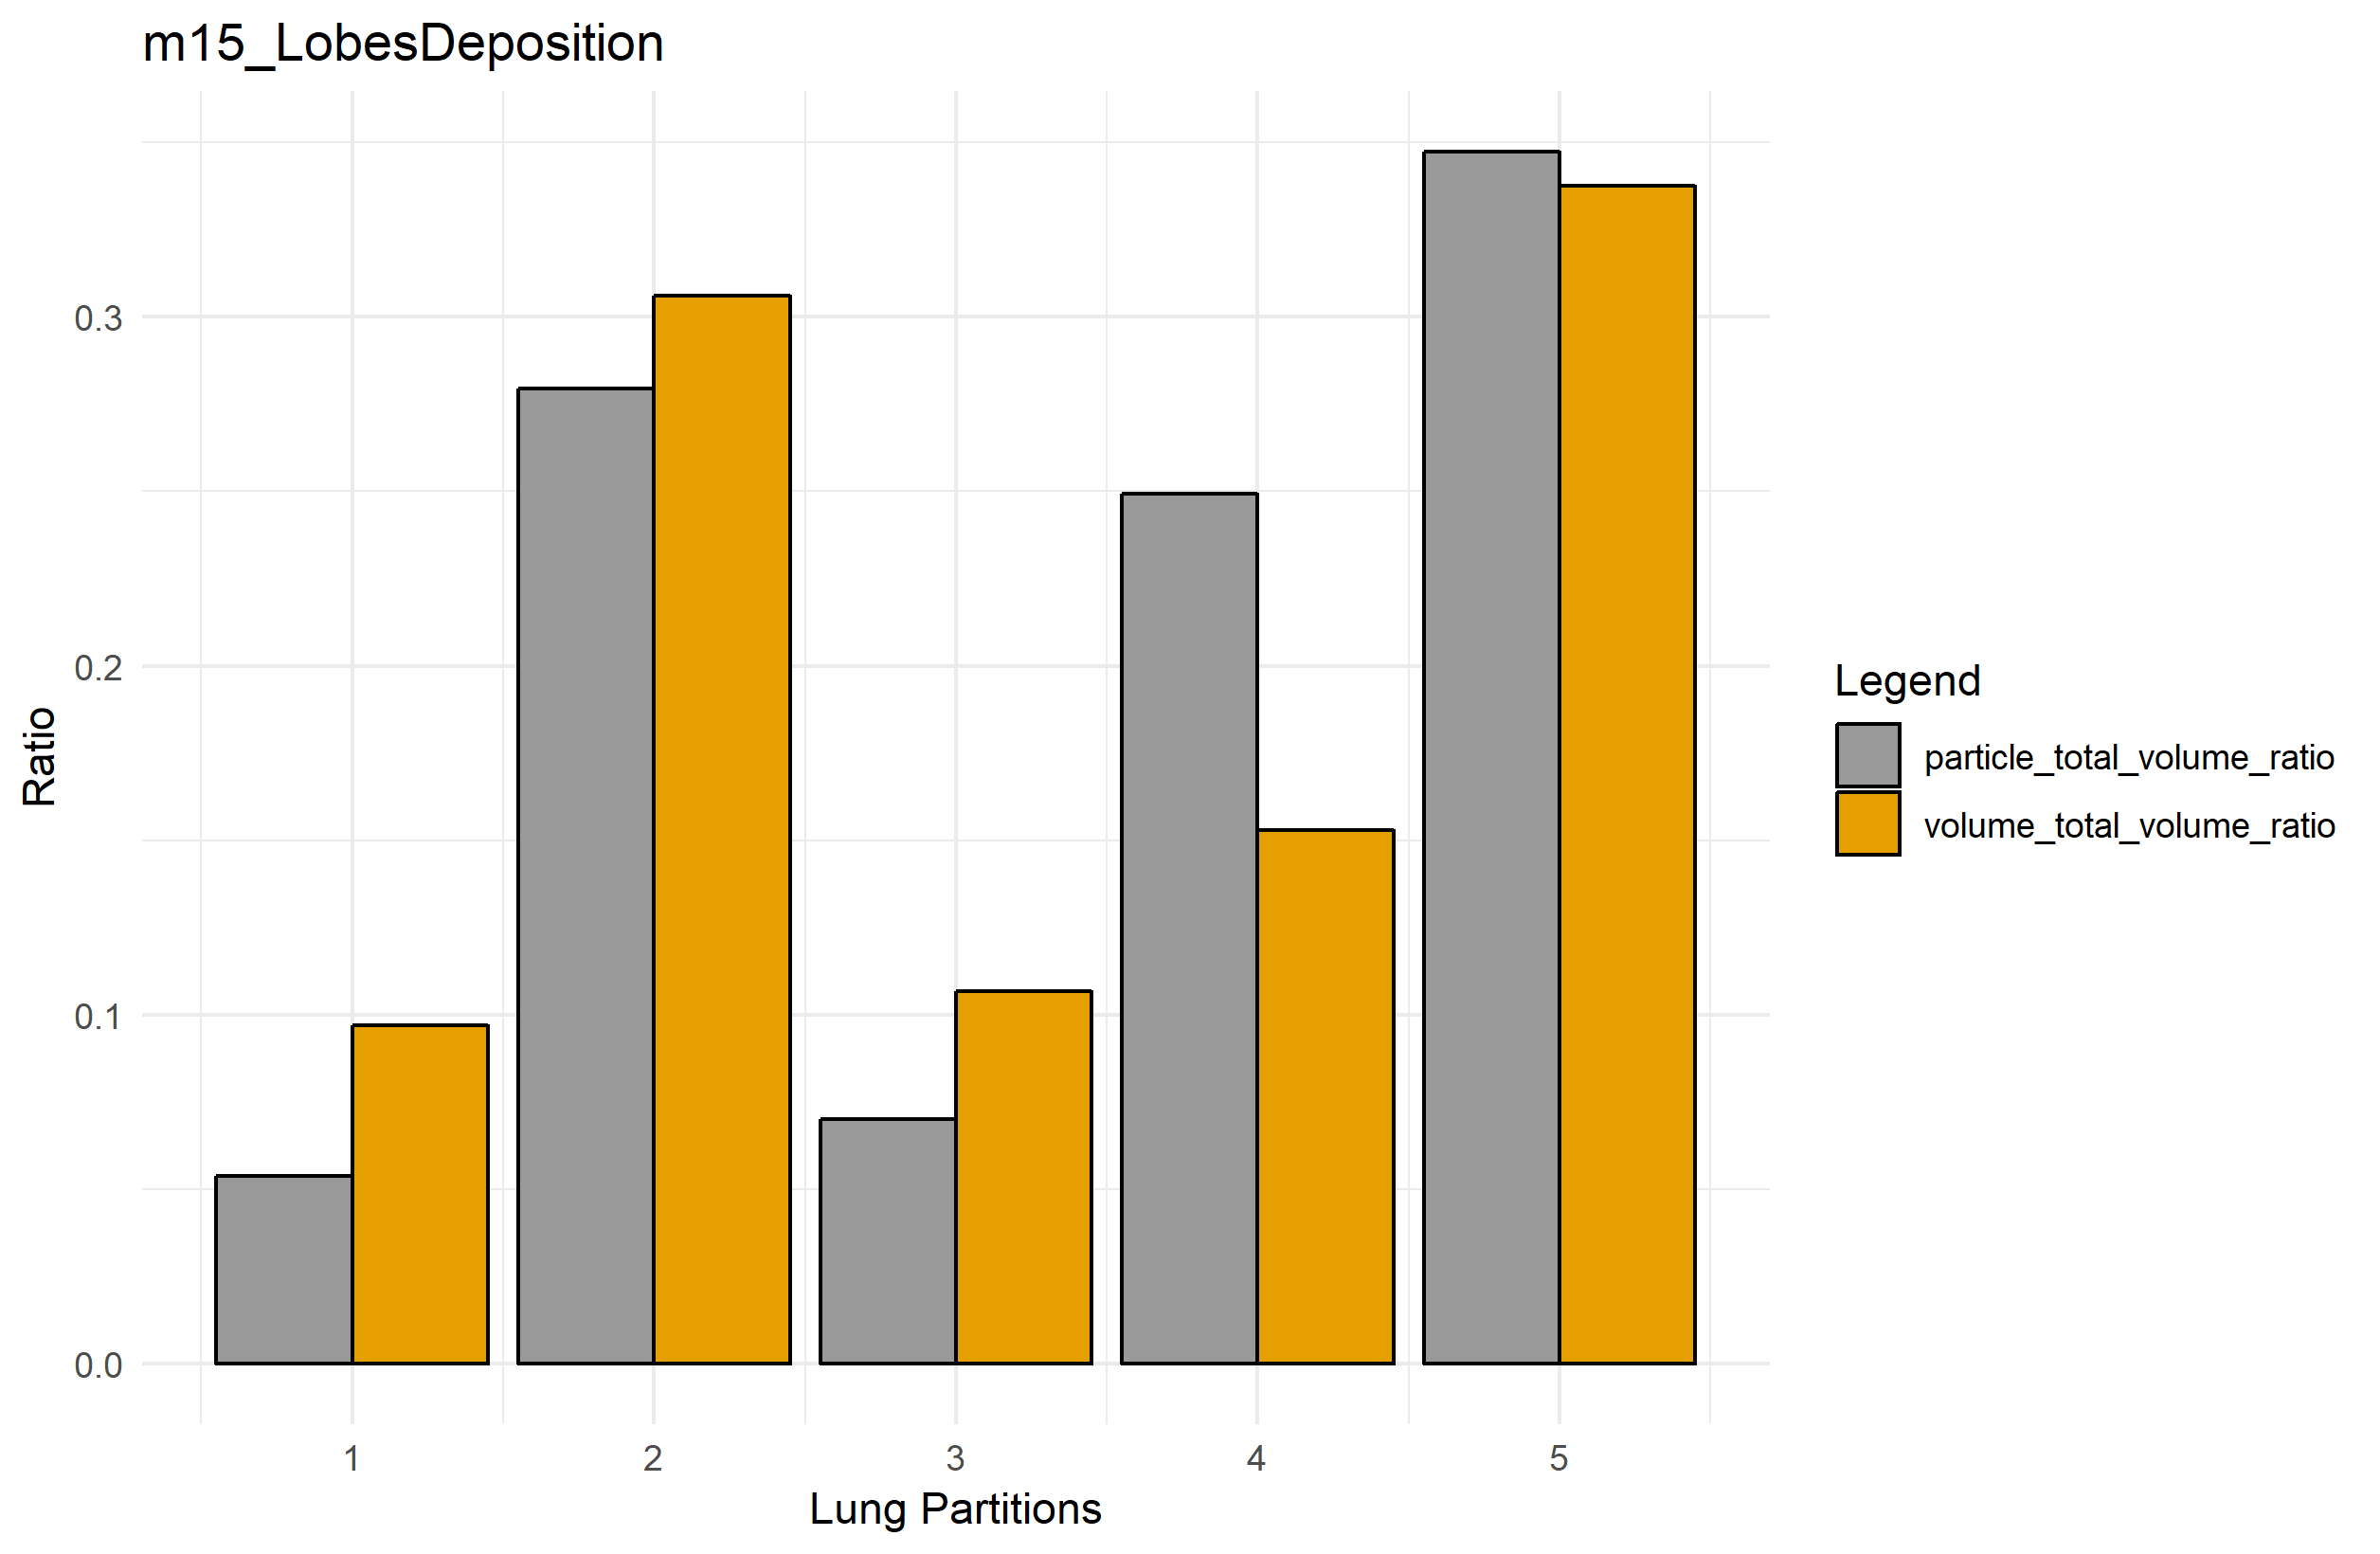 m15_LobesDeposition
Ratio
0.3
0.2
0.1
0.0
1 2 3 4 5
Lung Partitions
Legend
particle_total_volume_ratio
volume_total_volume_ratio